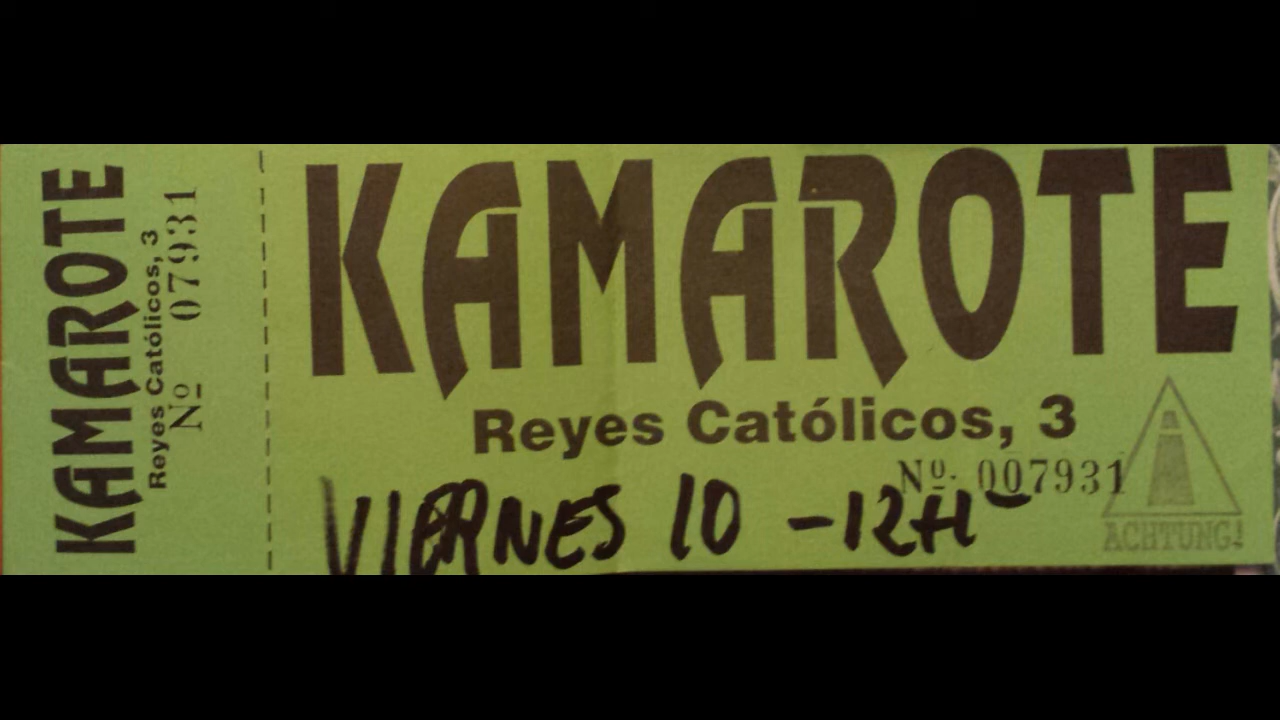 KAMAROTE
Reyes Católicos, 3
Nº 07931
KAMAROTE
Reyes Católicos, 3
Nº. 007931
VIERNES 10 - 12H
ACHTUNG!